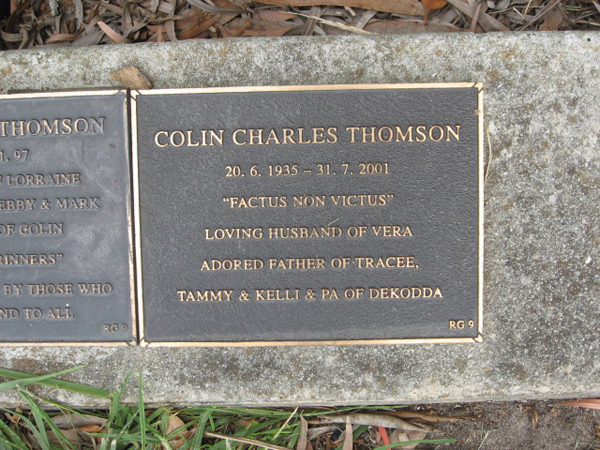 THOMSON
1. 97
LORRAINE
EBBY & MARK
OF COLIN
RINNERS"
BY THOSE WHO
ND TO ALL
RG 8
COLIN CHARLES THOMSON
20. 6. 1935 – 31. 7. 2001
"FACTUS NON VICTUS"
LOVING HUSBAND OF VERA
ADORED FATHER OF TRACEE,
TAMMY & KELLI & PA OF DEKODDA
RG 9